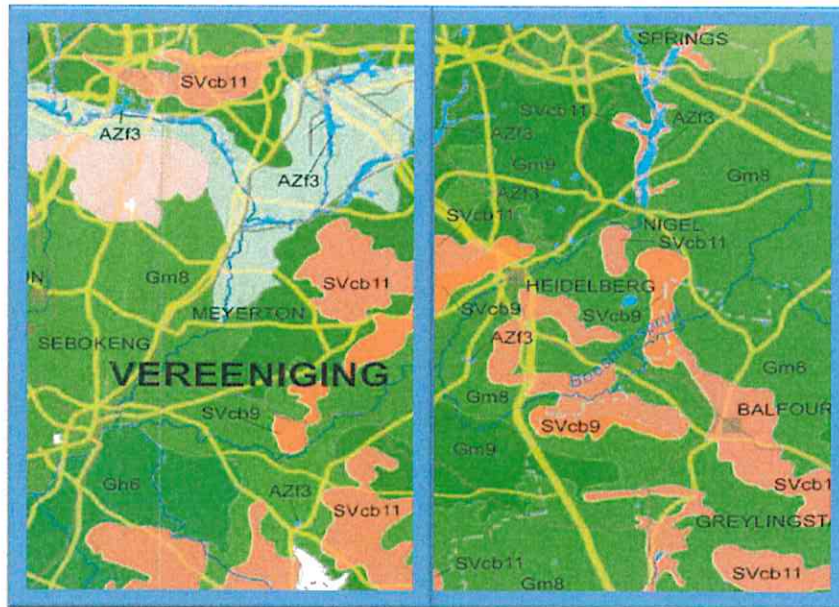 SVcb11
AZf3
AZf3
Gm8
SVcb11
MEYERTON
SEBOKENG
VEREENIGING
SVcb9
Gh6
AZf3
SVcb11
SPRINGS
SVcb11
AZf3
AZf3
Gm9
Gm8
AZf3
SVcb11
NIGEL
SVcb11
HEIDELBERG
SVcb9
SVcb9
AZf3
Gm8
Gm8
BALFOUR
SVcb9
Gm9
SVcb1
GREYLINGSTA
SVcb11
SVcb11
Gm8